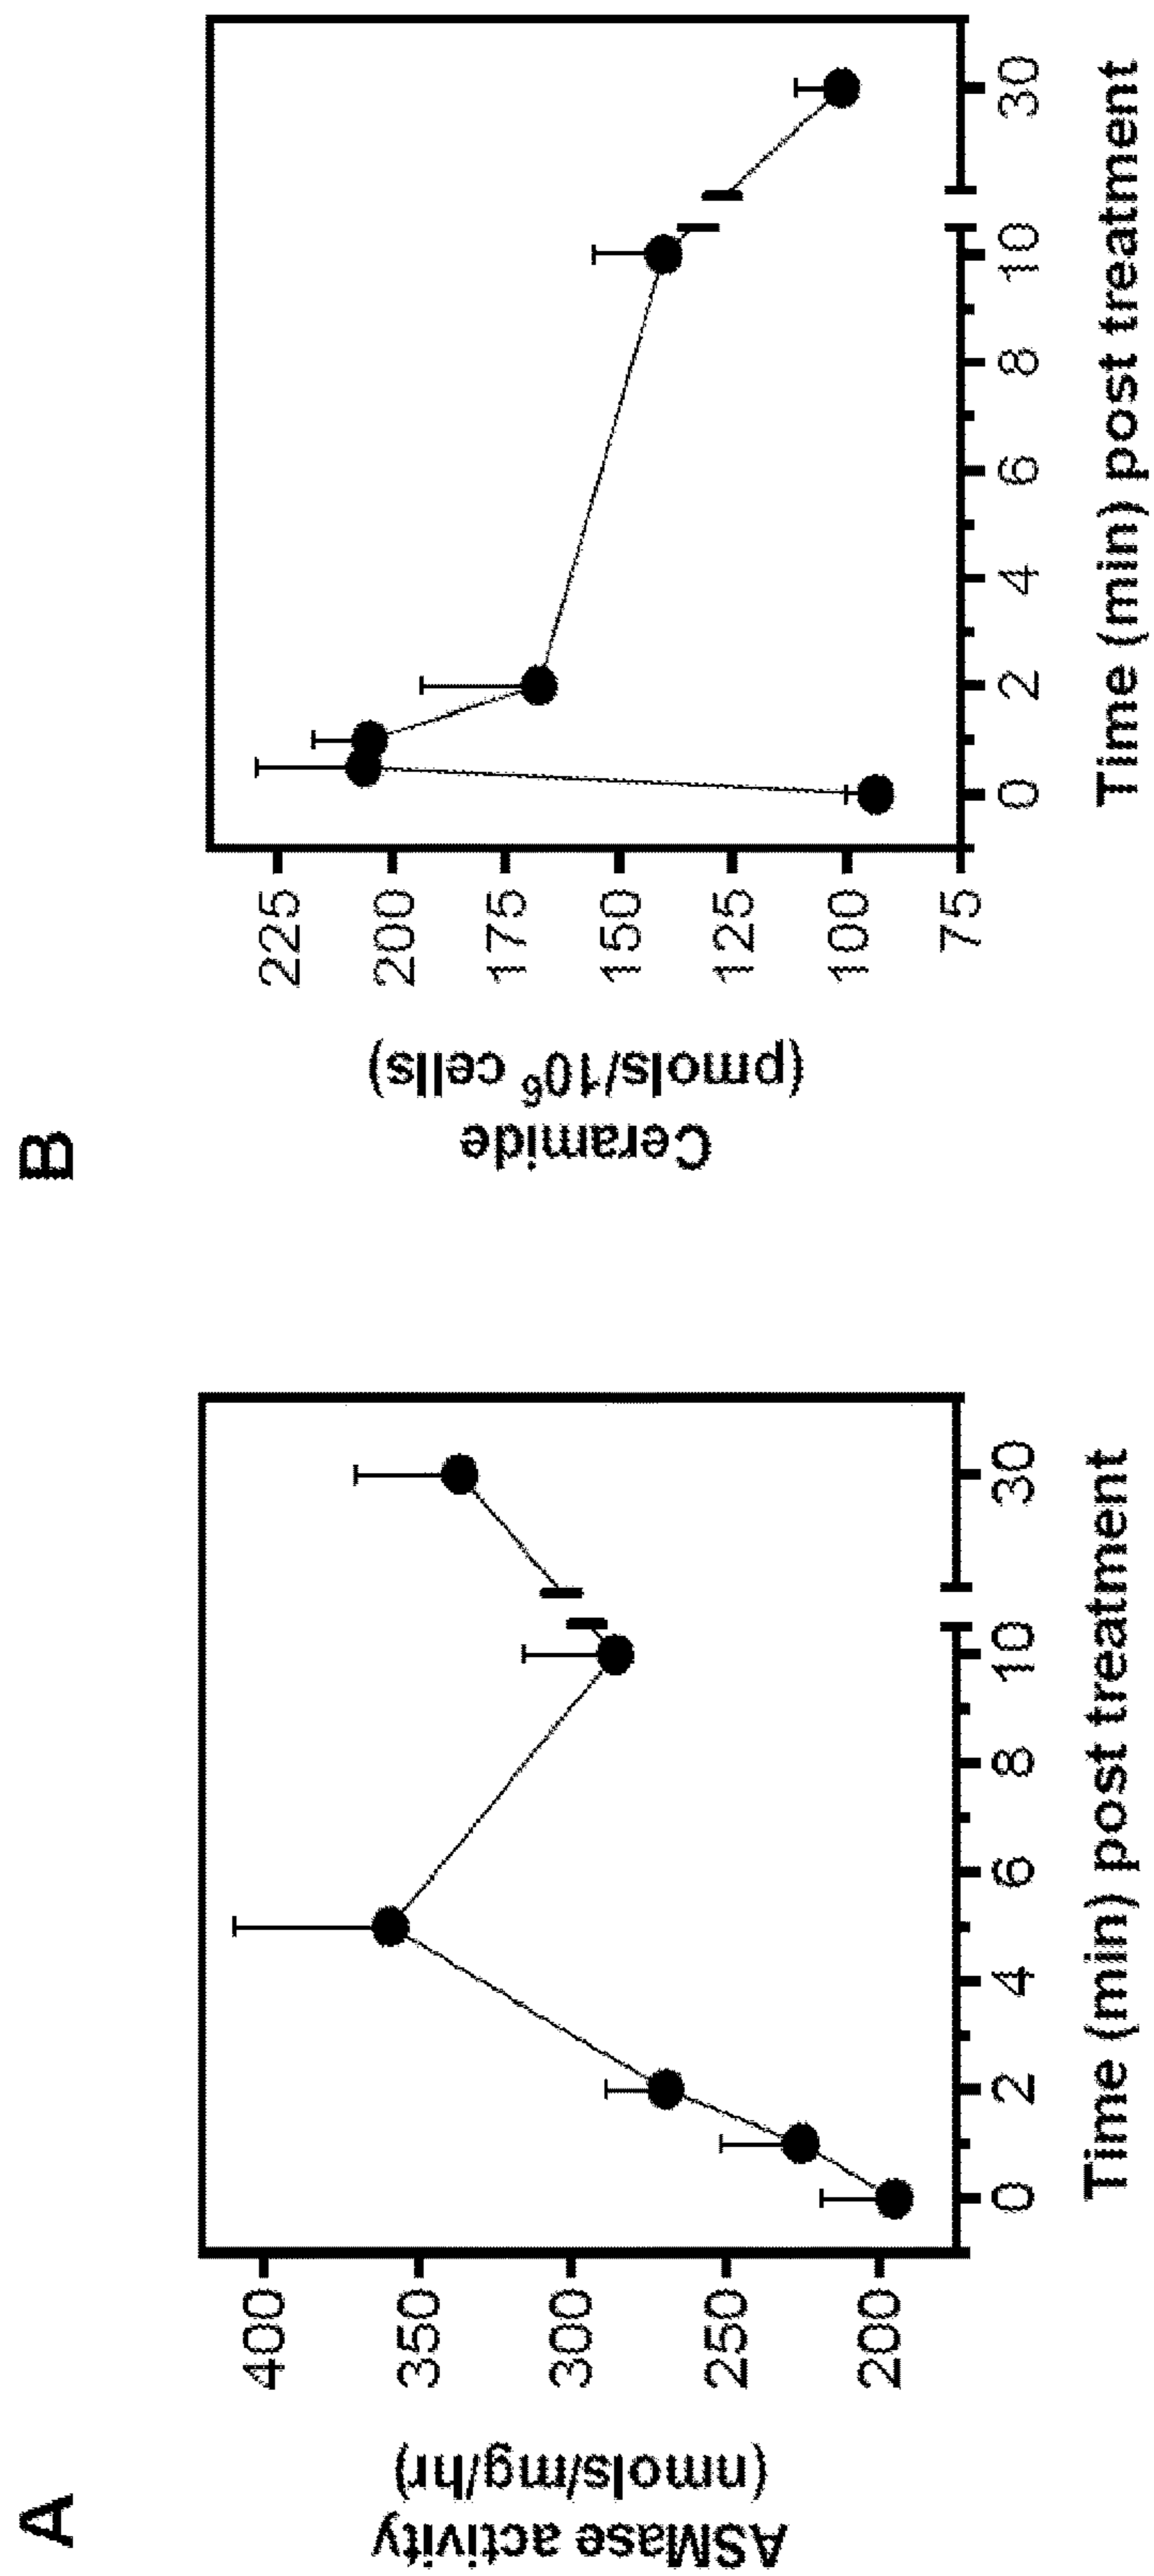 A
ASMase activity
(nmols/mg/hr)
400
350
300
250
200
0 2 4 6 8 10 30
Time (min) post treatment
B
Ceramide
(pmols/10⁶ cells)
225
200
175
150
125
100
75
0 2 4 6 8 10 30
Time (min) post treatment